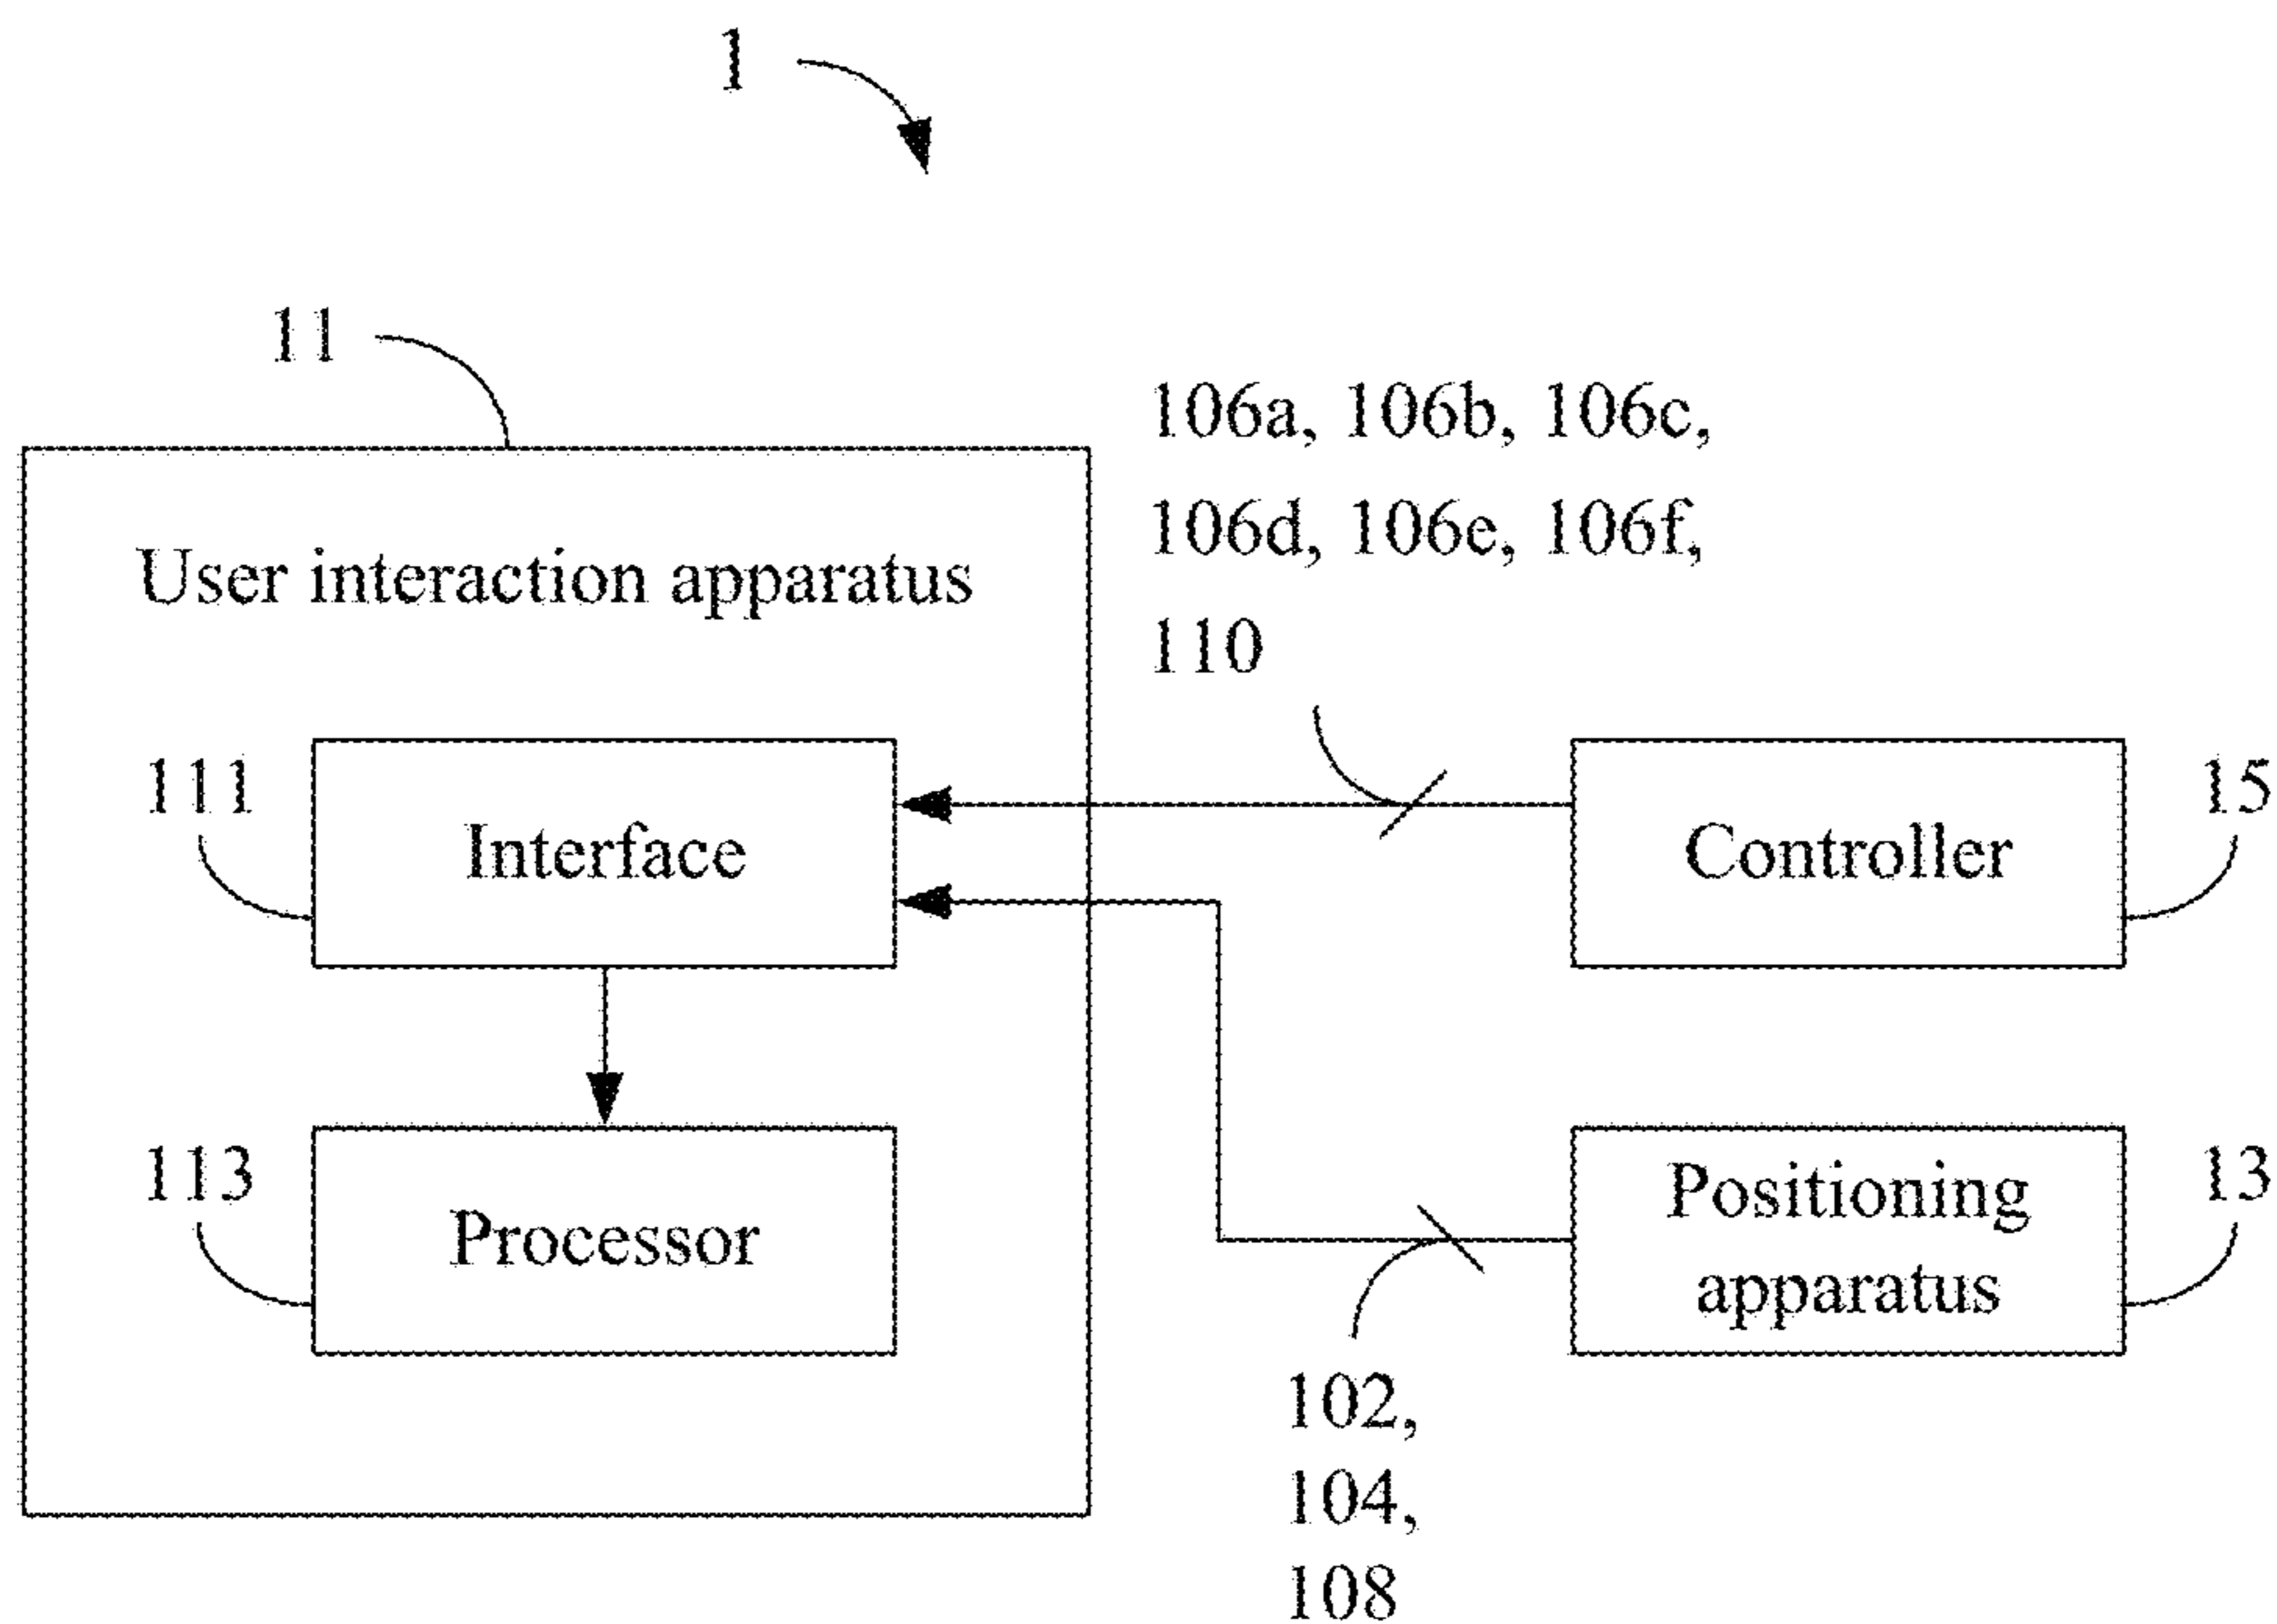 1
11
106a, 106b, 106c,
106d, 106e, 106f,
110
User interaction apparatus
111
Interface
Controller
15
113
Processor
Positioning
apparatus
13
102,
104,
108